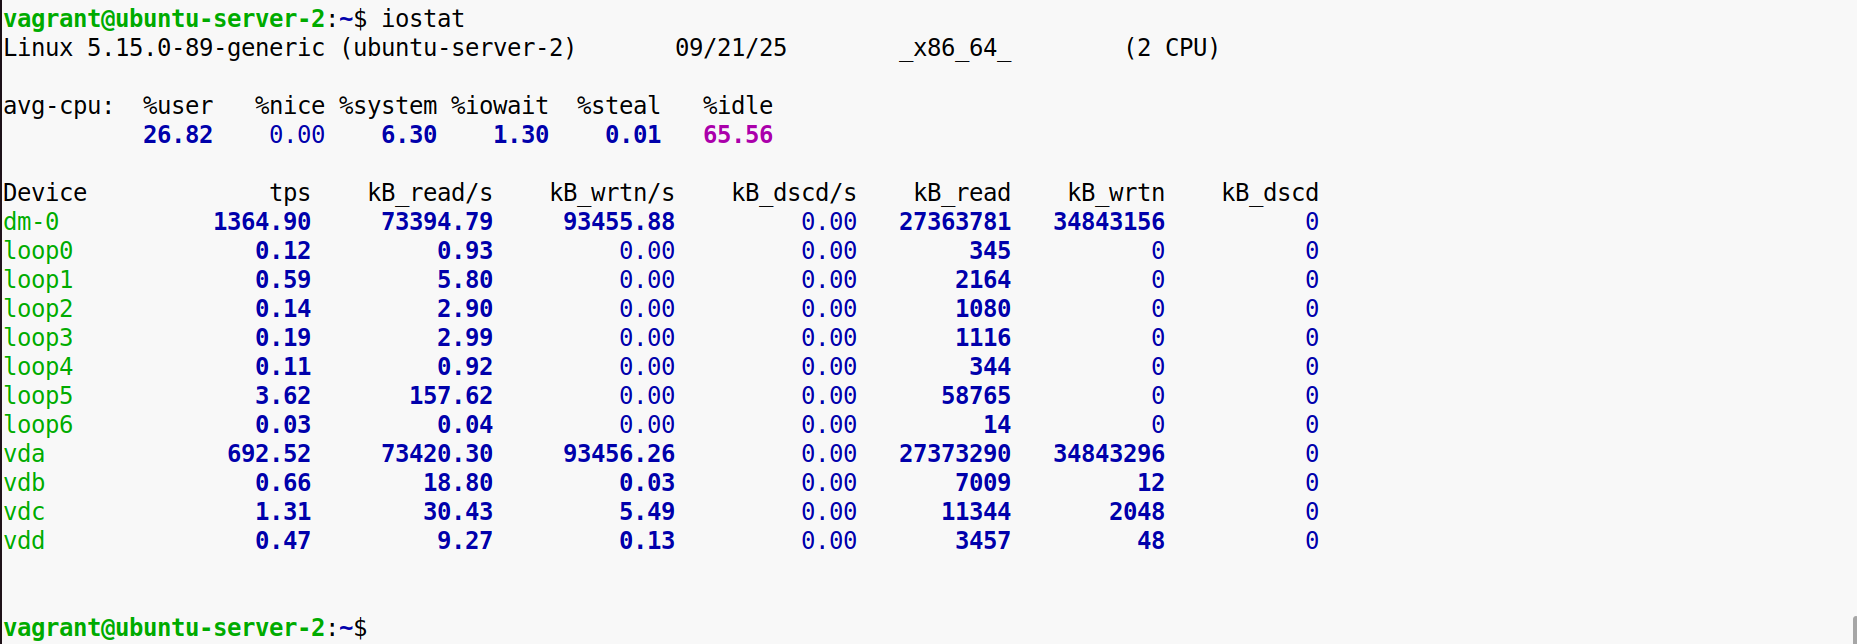 vagrant@ubuntu-server-2:~$ iostat
Linux 5.15.0-89-generic (ubuntu-server-2)       09/21/25        _x86_64_        (2 CPU)

avg-cpu:  %user   %nice %system %iowait  %steal   %idle
          26.82    0.00    6.30    1.30    0.01   65.56

Device             tps    kB_read/s    kB_wrtn/s    kB_dscd/s    kB_read    kB_wrtn    kB_dscd
dm-0           1364.90     73394.79     93455.88         0.00   27363781   34843156          0
loop0             0.12         0.93         0.00         0.00        345          0          0
loop1             0.59         5.80         0.00         0.00       2164          0          0
loop2             0.14         2.90         0.00         0.00       1080          0          0
loop3             0.19         2.99         0.00         0.00       1116          0          0
loop4             0.11         0.92         0.00         0.00        344          0          0
loop5             3.62       157.62         0.00         0.00      58765          0          0
loop6             0.03         0.04         0.00         0.00         14          0          0
vda             692.52     73420.30     93456.26         0.00   27373290   34843296          0
vdb               0.66        18.80         0.03         0.00       7009         12          0
vdc               1.31        30.43         5.49         0.00      11344       2048          0
vdd               0.47         9.27         0.13         0.00       3457         48          0

vagrant@ubuntu-server-2:~$